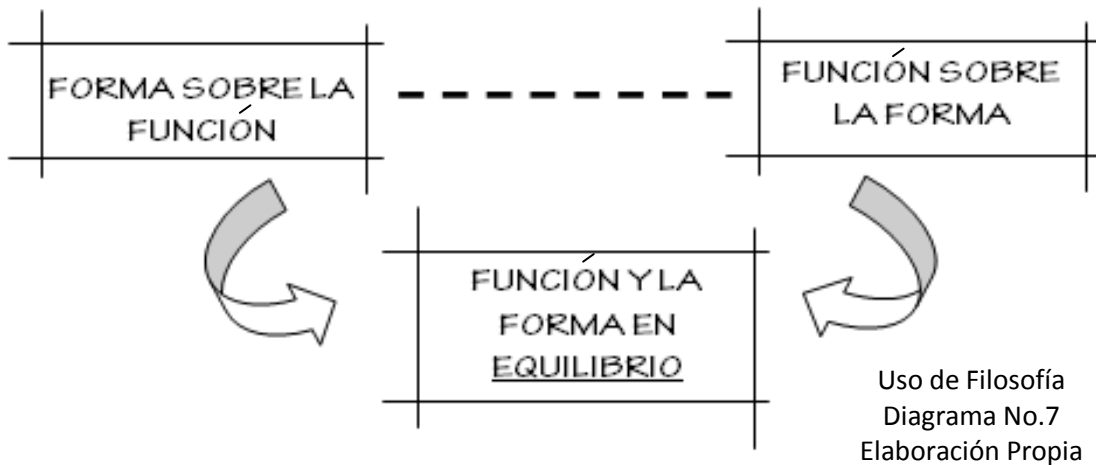 FORMA SOBRE LA
FUNCIÓN
FUNCIÓN SOBRE
LA FORMA
FUNCIÓN Y LA
FORMA EN
EQUILIBRIO
Uso de Filosofía
Diagrama No.7
Elaboración Propia